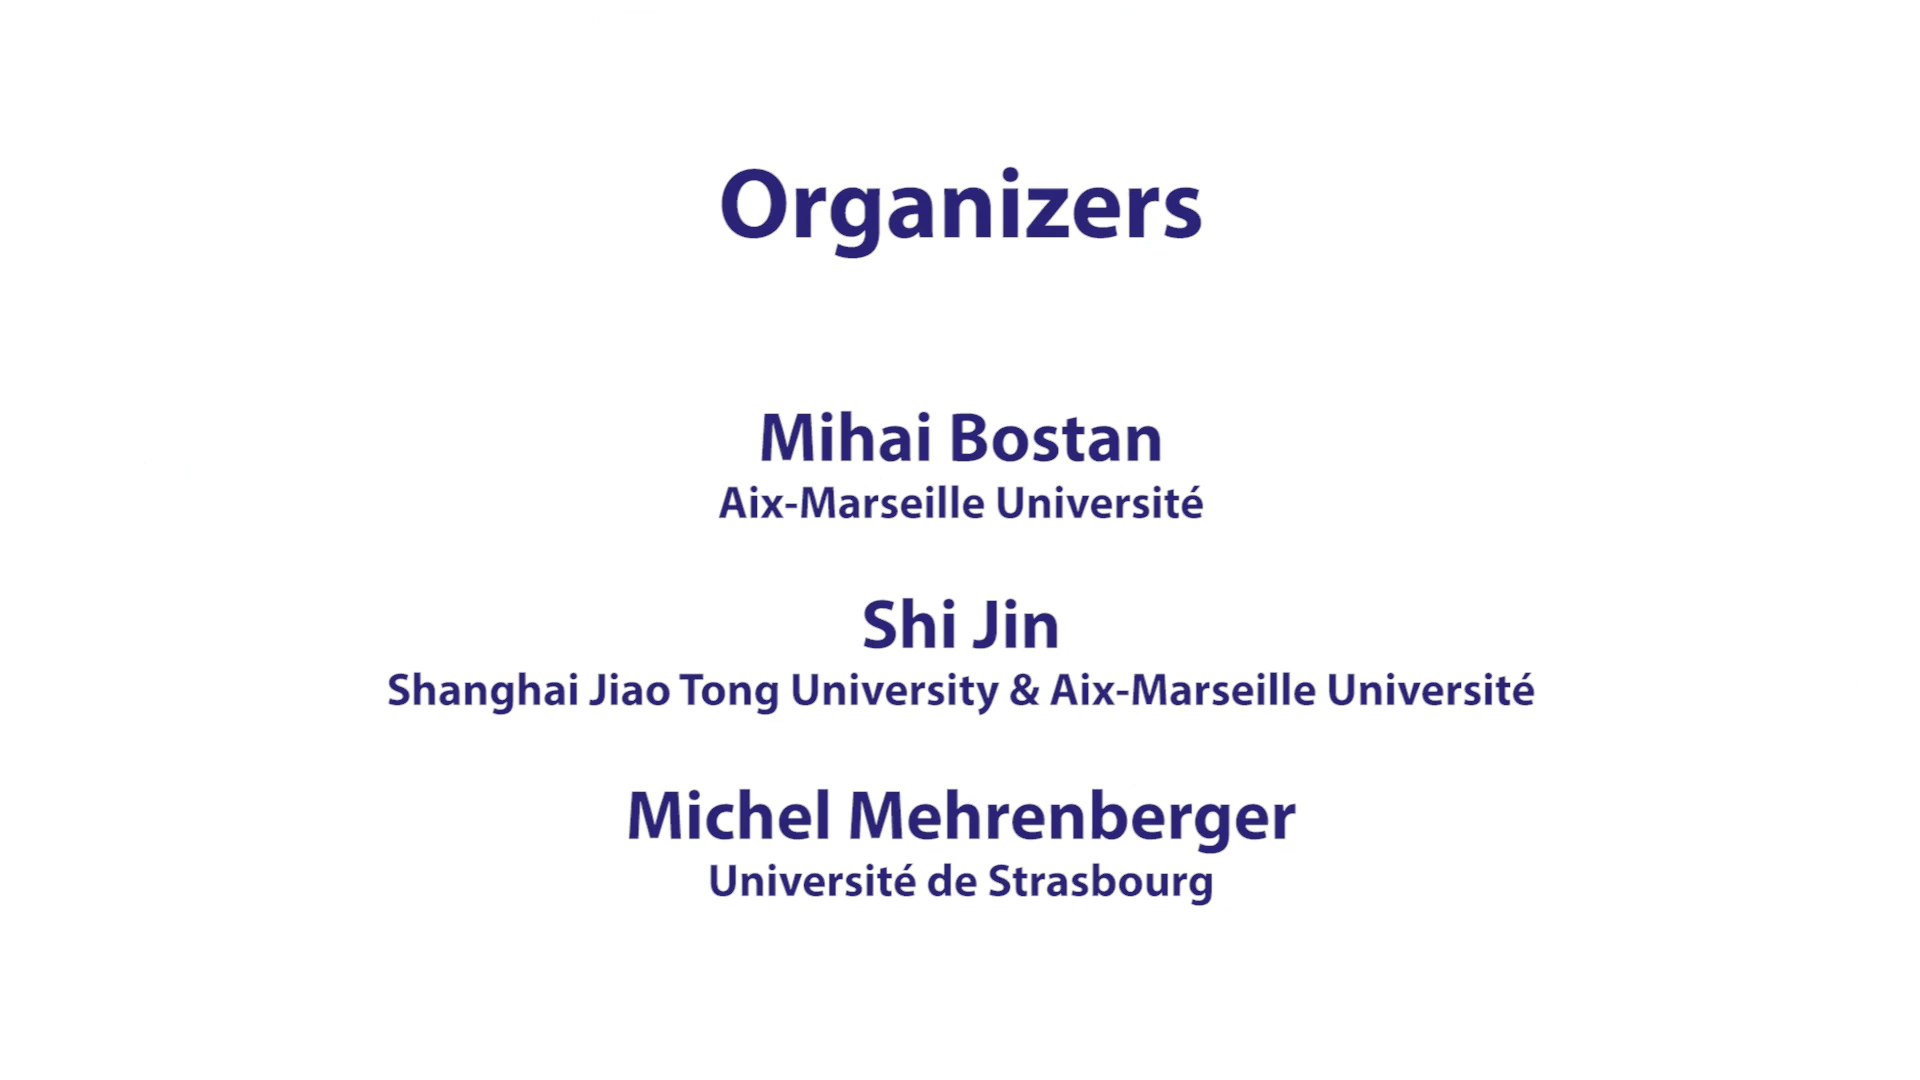 Organizers
Mihai Bostan
Aix-Marseille Université
Shi Jin
Shanghai Jiao Tong University & Aix-Marseille Université
Michel Mehrenberger
Université de Strasbourg